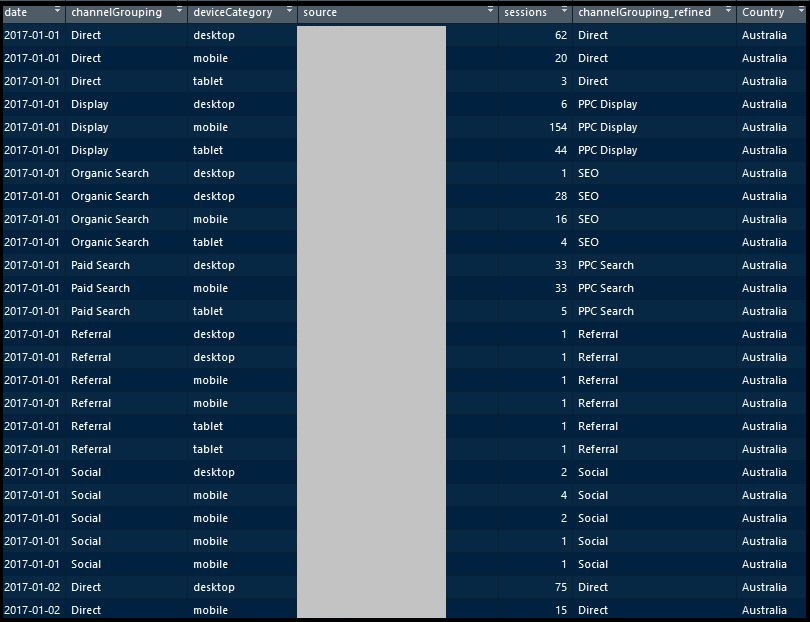 date channelGrouping deviceCategory source sessions channelGrouping_refined Country
2017-01-01 Direct desktop 62 Direct Australia
2017-01-01 Direct mobile 20 Direct Australia
2017-01-01 Direct tablet 3 Direct Australia
2017-01-01 Display desktop 6 PPC Display Australia
2017-01-01 Display mobile 154 PPC Display Australia
2017-01-01 Display tablet 44 PPC Display Australia
2017-01-01 Organic Search desktop 1 SEO Australia
2017-01-01 Organic Search desktop 28 SEO Australia
2017-01-01 Organic Search mobile 16 SEO Australia
2017-01-01 Organic Search tablet 4 SEO Australia
2017-01-01 Paid Search desktop 33 PPC Search Australia
2017-01-01 Paid Search mobile 33 PPC Search Australia
2017-01-01 Paid Search tablet 5 PPC Search Australia
2017-01-01 Referral desktop 1 Referral Australia
2017-01-01 Referral desktop 1 Referral Australia
2017-01-01 Referral mobile 1 Referral Australia
2017-01-01 Referral mobile 1 Referral Australia
2017-01-01 Referral tablet 1 Referral Australia
2017-01-01 Referral tablet 1 Referral Australia
2017-01-01 Social desktop 2 Social Australia
2017-01-01 Social mobile 4 Social Australia
2017-01-01 Social mobile 2 Social Australia
2017-01-01 Social mobile 1 Social Australia
2017-01-01 Social mobile 1 Social Australia
2017-01-02 Direct desktop 75 Direct Australia
2017-01-02 Direct mobile 15 Direct Australia